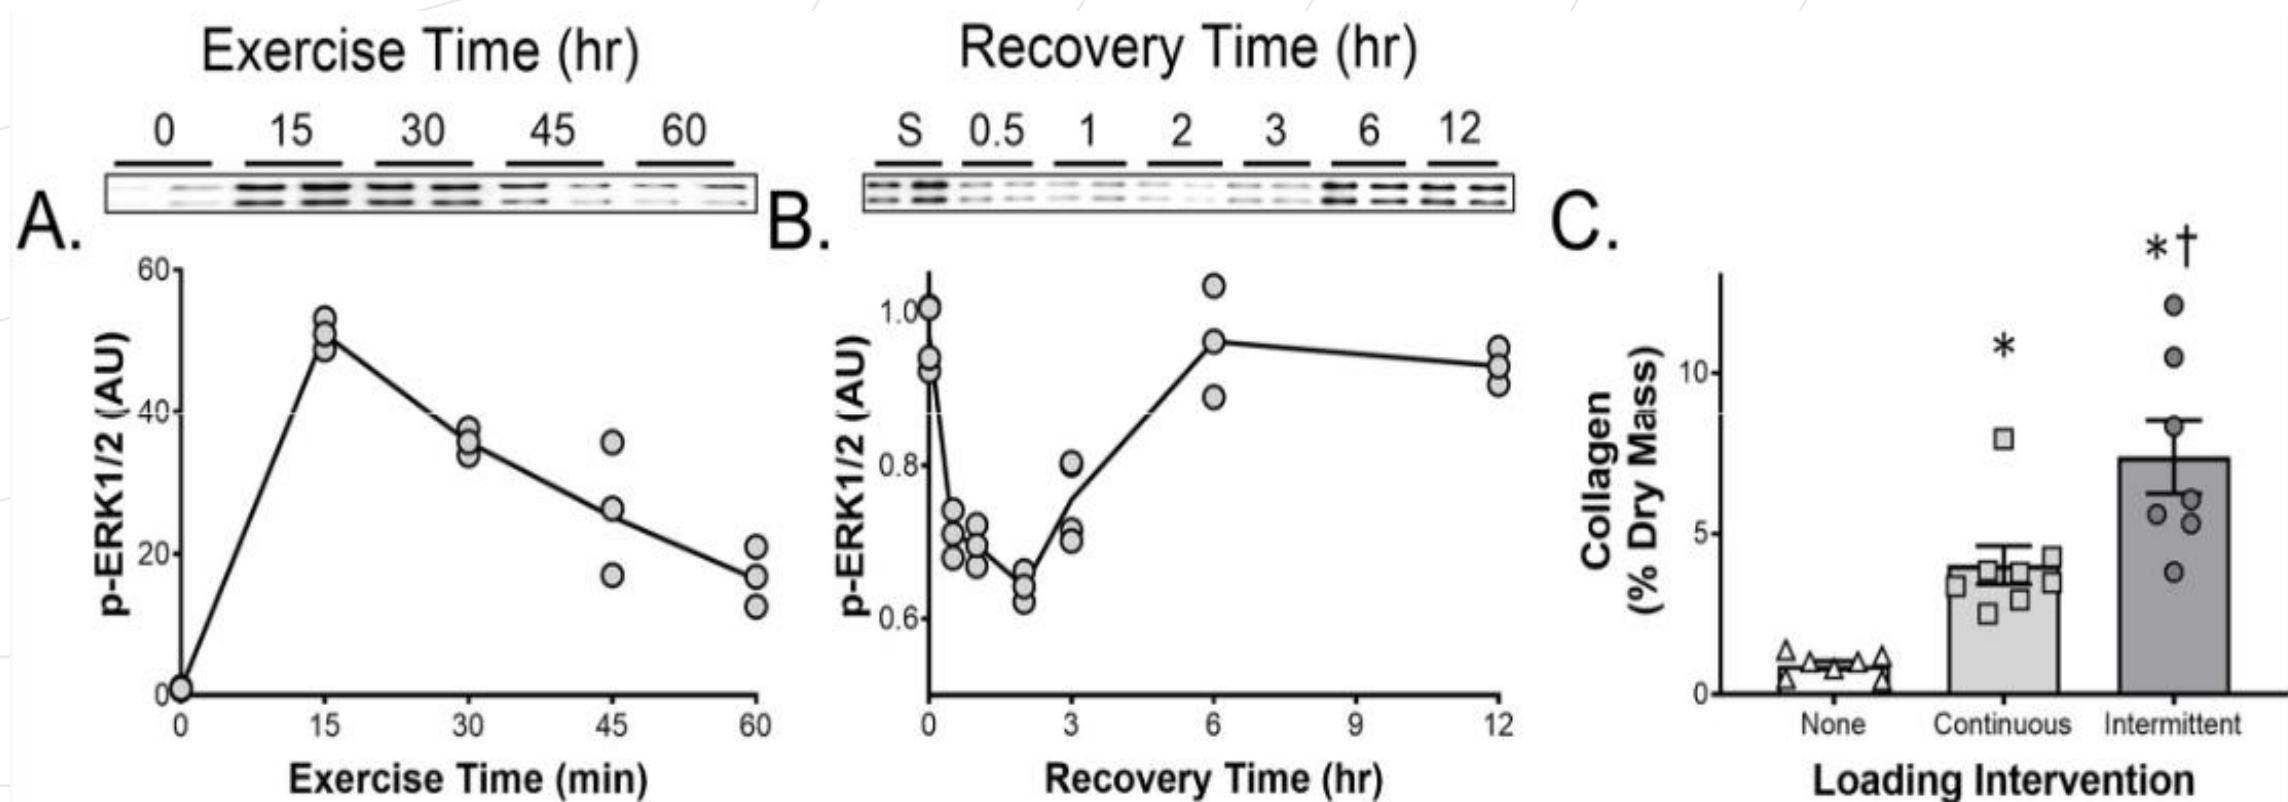 Exercise Time (hr)
0 15 30 45 60
A.
60
40
20
0
p-ERK1/2 (AU)
0 15 30 45 60
Exercise Time (min)
Recovery Time (hr)
S 0.5 1 2 3 6 12
B.
1.0
0.8
0.6
p-ERK1/2 (AU)
0 3 6 9 12
Recovery Time (hr)
C.
*†
*
10
5
0
Collagen
(% Dry Mass)
None Continuous Intermittent
Loading Intervention